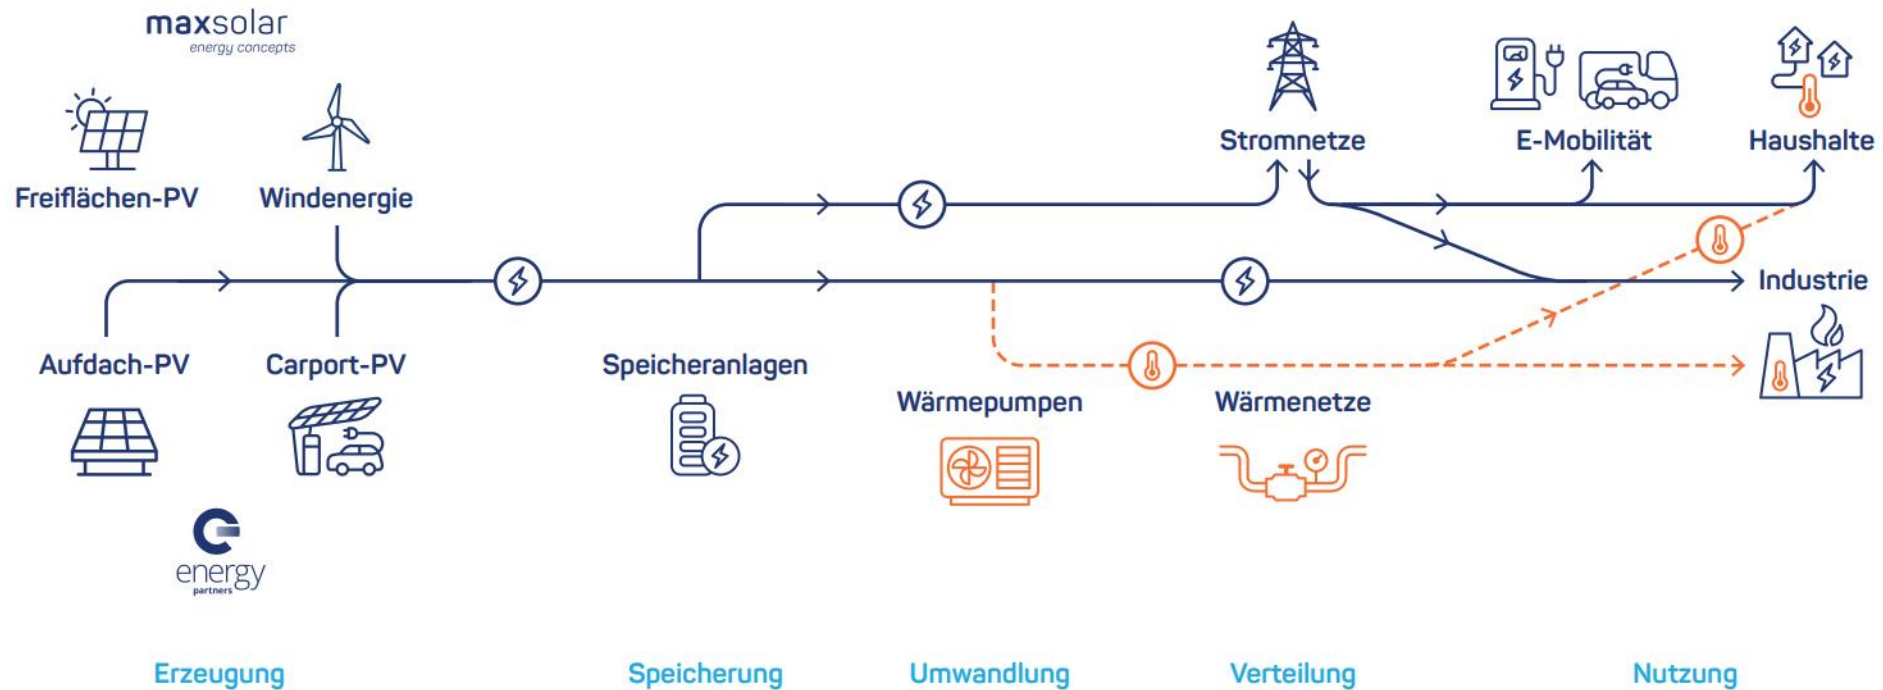 maxsolar
energy concepts
Freiflächen-PV
Windenergie
Stromnetze
E-Mobilität
Haushalte
Industrie
Aufdach-PV
Carport-PV
Speicheranlagen
Wärmepumpen
Wärmenetze
energy
partners
Erzeugung
Speicherung
Umwandlung
Verteilung
Nutzung